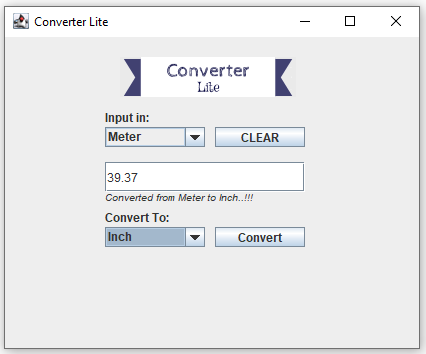 Converter Lite
Converter
Lite
Input in:
Meter
CLEAR
39.37
Converted from Meter to Inch..!!!
Convert To:
Inch
Convert